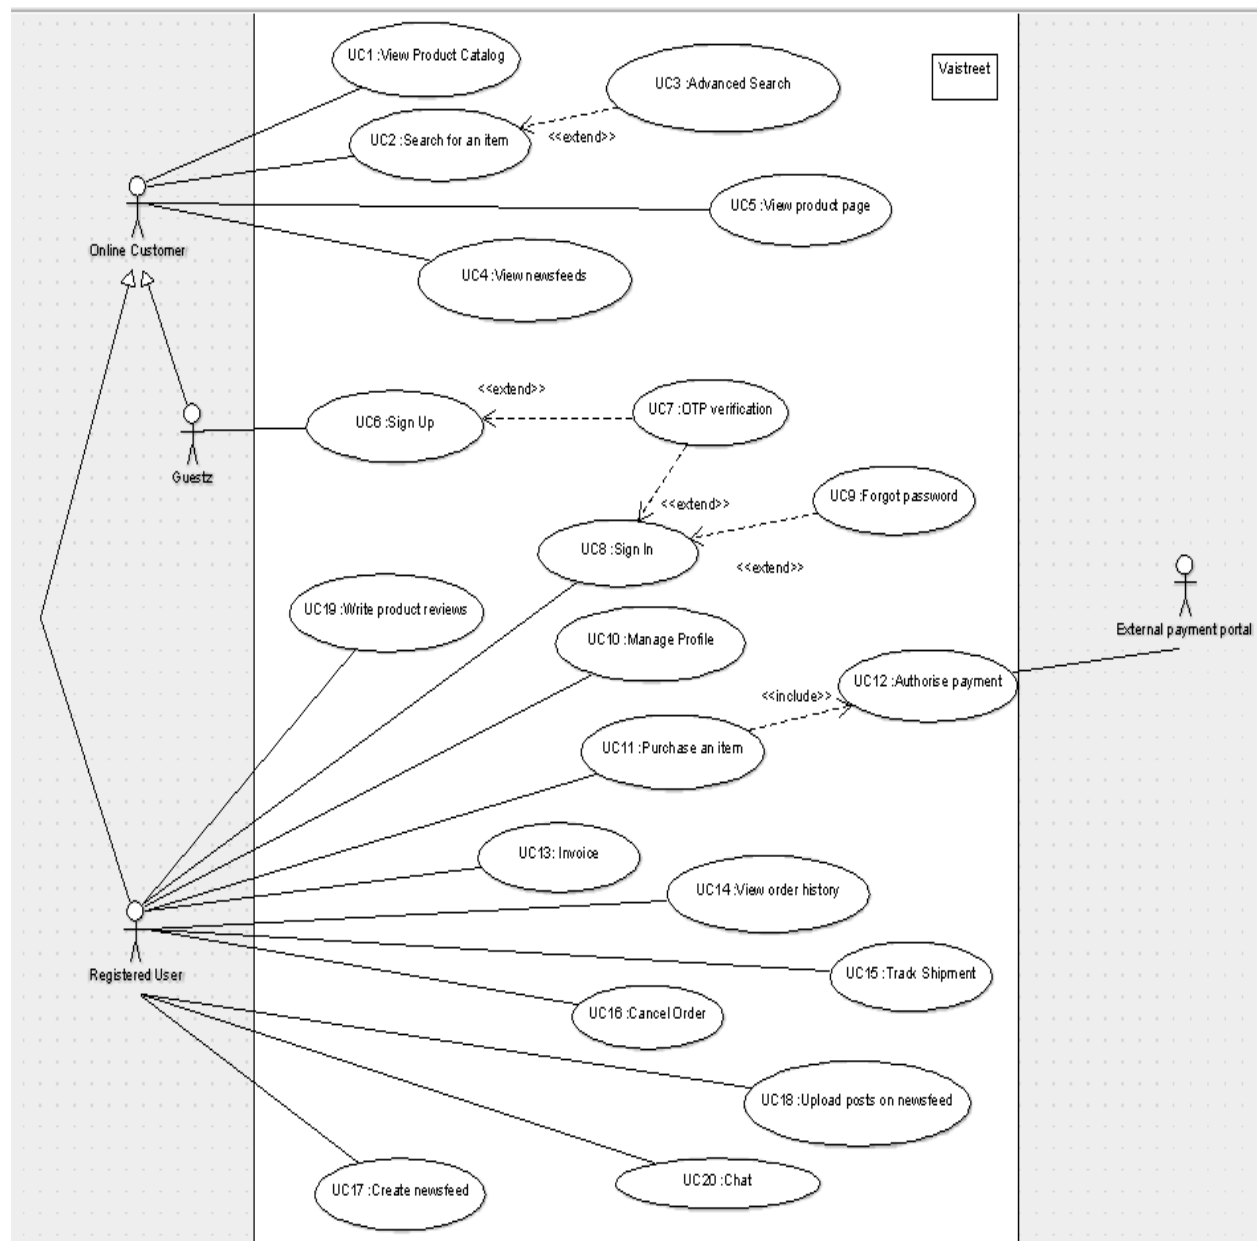 UC1 :View Product Catalog
Vaistreet
UC3 :Advanced Search
UC2 :Search for an item
<<extend>>
UC5 :View product page
Online Customer
UC4 :View newsfeeds
<<extend>>
UC7 :OTP verification
UC6 :Sign Up
Guestz
UC9 :Forgot password
<<extend>>
UC8 :Sign In
<<extend>>
UC19 :Write product reviews
External payment portal
UC10 :Manage Profile
UC12 :Authorise payment
<<include>>
UC11 :Purchase an item
UC13: Invoice
UC14 :View order history
Registered User
UC15 :Track Shipment
UC16 :Cancel Order
UC18 :Upload posts on newsfeed
UC20 :Chat
UC17 :Create newsfeed